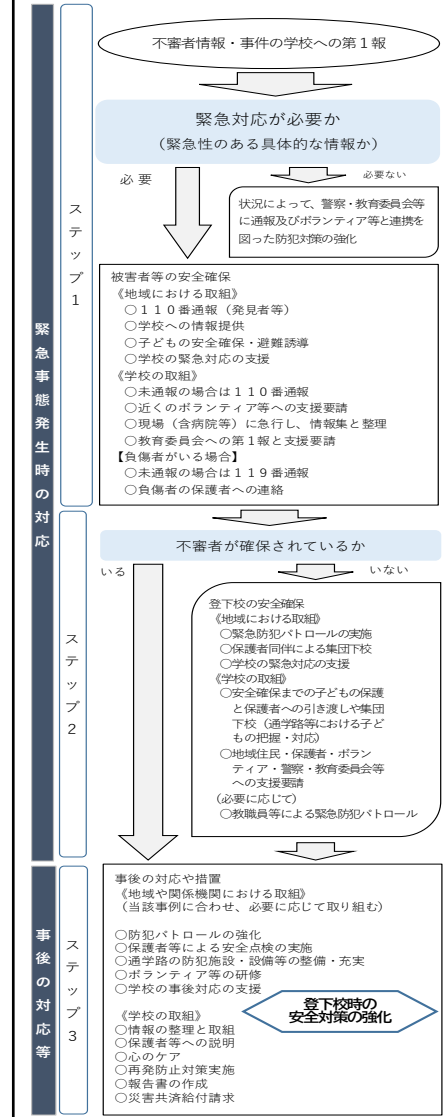 不審者情報・事件の学校への第1報
緊急対応が必要か
（緊急性のある具体的な情報か）
必要
必要ない
状況によって、警察・教育委員会等
に通報及びボランティア等と連携を
図った防犯対策の強化
ステップ1
緊急事態発生時の対応
被害者等の安全確保
《地域における取組》
○110番通報（発見者等）
○学校への情報提供
○子どもの安全確保・避難誘導
○学校の緊急対応の支援
《学校の取組》
○未通報の場合は110番通報
○近くのボランティア等への支援要請
○現場（含病院等）に急行し、情報集と整理
○教育委員会への第1報と支援要請
【負傷者がいる場合】
○未通報の場合は119番通報
○負傷者の保護者への連絡
不審者が確保されているか
いる
いない
ステップ2
登下校の安全確保
《地域における取組》
○緊急防犯パトロールの実施
○保護者同伴による集団下校
○学校の緊急対応の支援
《学校の取組》
○安全確保までの子どもの保護
と保護者への引き渡しや集団
下校（通学路等における子ど
もの把握・対応）
○地域住民・保護者・ボラン
ティア・警察・教育委員会等
への支援要請
（必要に応じて）
○教職員等による緊急防犯パトロール
事後の対応等
ステップ3
事後の対応や措置
《地域や関係機関における取組》
（当該事例に合わせ、必要に応じて取り組む）
○防犯パトロールの強化
○保護者等による安全点検の実施
○通学路の防犯施設・設備等の整備・充実
○ボランティア等の研修
○学校の事後対応の支援
登下校時の
安全対策の強化
《学校の取組》
○情報の整理と取組
○保護者等への説明
○心のケア
○再発防止対策実施
○報告書の作成
○災害共済給付請求